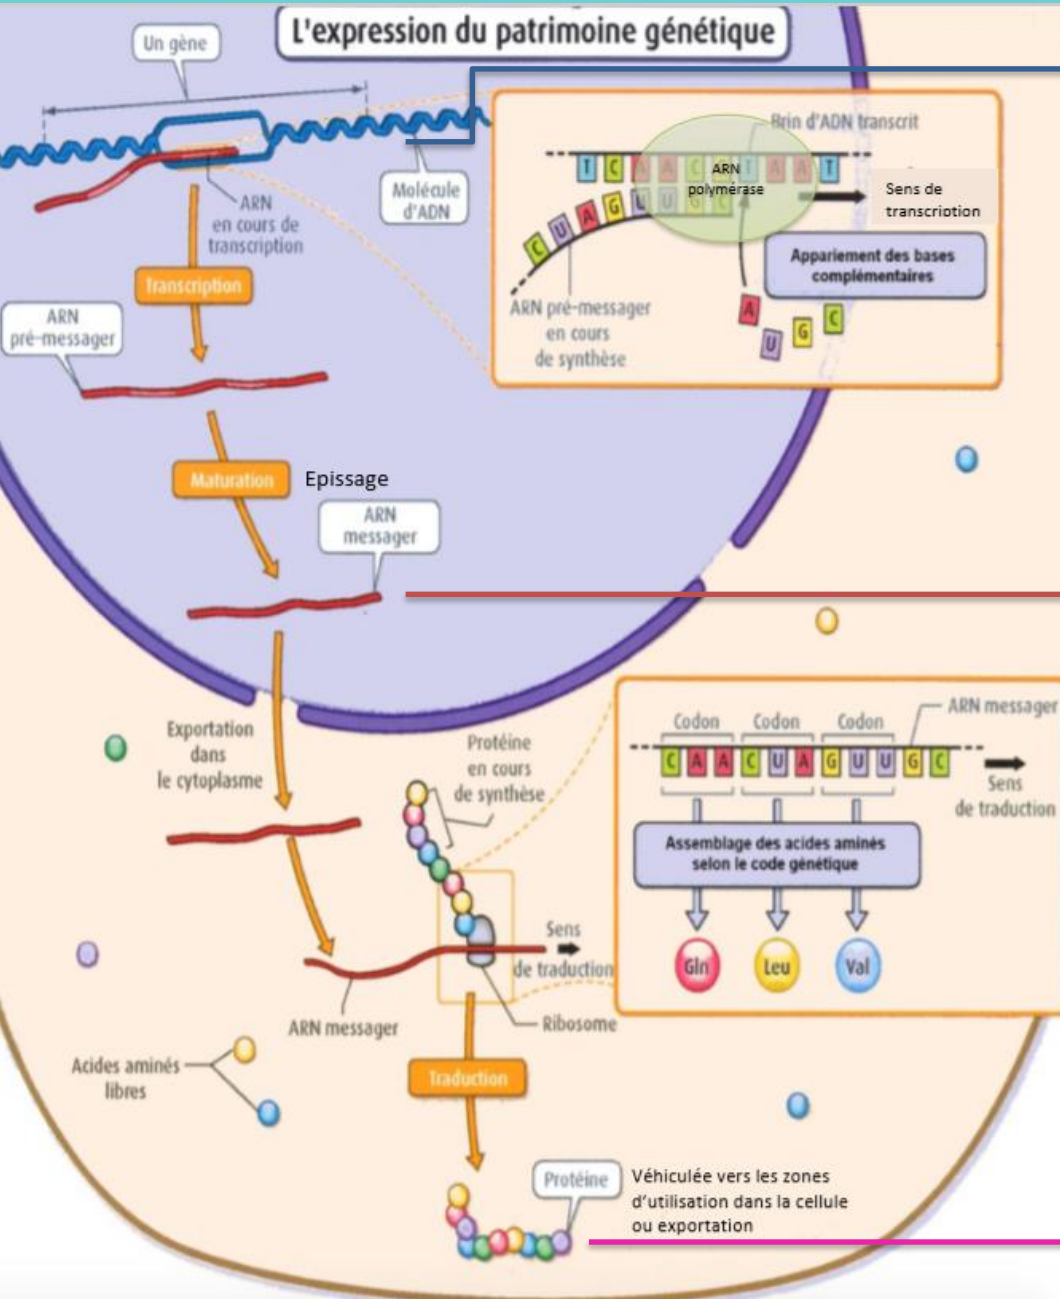 L'expression du patrimoine génétique
Un gène
Molécule
d'ADN
ARN
en cours de
transcription
Transcription
ARN
pré-messager
Brin d'ADN transcrit
T C A A C T A A T
ARN
polymérase
Sens de
transcription
C U A G U U G C
Appariement des bases
complémentaires
A
U
G
C
ARN pré-messager
en cours
de synthèse
Maturation
Epissage
ARN
messager
Exportation
dans
le cytoplasme
Protéine
en cours
de synthèse
ARN messager
Codon Codon Codon
C A A C U A G U U G C
Sens
de traduction
Assemblage des acides aminés
selon le code génétique
Gln Leu Val
Sens
de traduction
ARN messager
Ribosome
Acides aminés
libres
Traduction
Protéine
Véhiculée vers les zones
d'utilisation dans la cellule
ou exportation